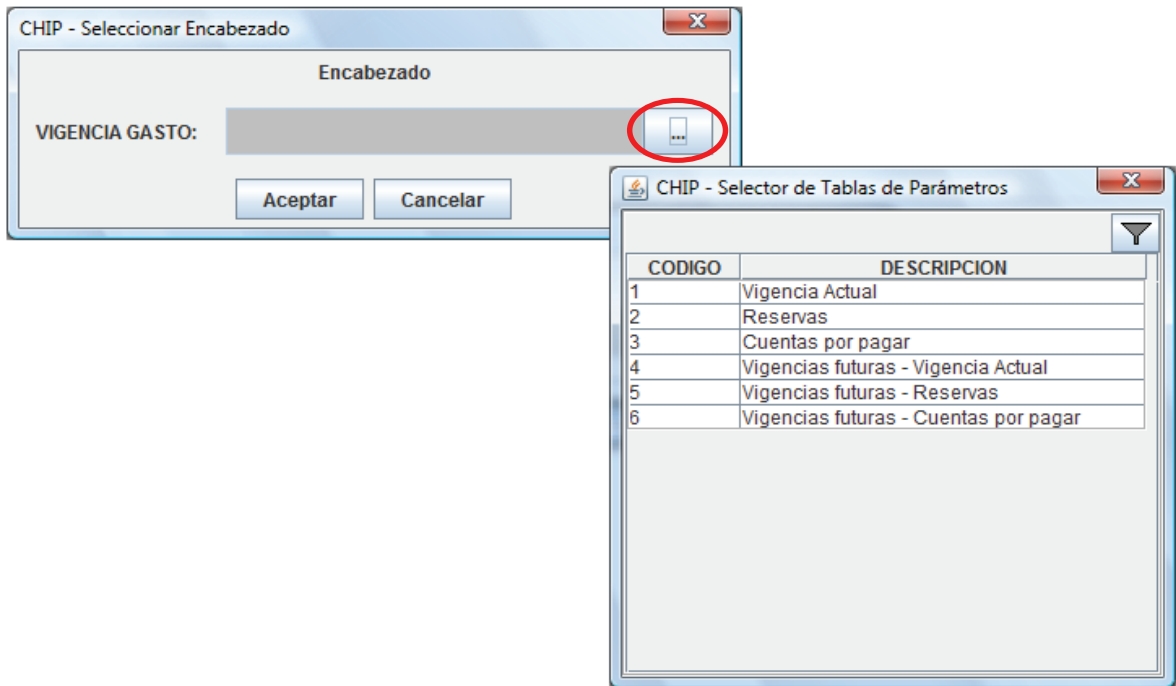 CHIP - Seleccionar Encabezado
Encabezado
VIGENCIA GASTO:
...
Aceptar Cancelar
CHIP - Selector de Tablas de Parámetros
CODIGO DESCRIPCION
1 Vigencia Actual
2 Reservas
3 Cuentas por pagar
4 Vigencias futuras - Vigencia Actual
5 Vigencias futuras - Reservas
6 Vigencias futuras - Cuentas por pagar